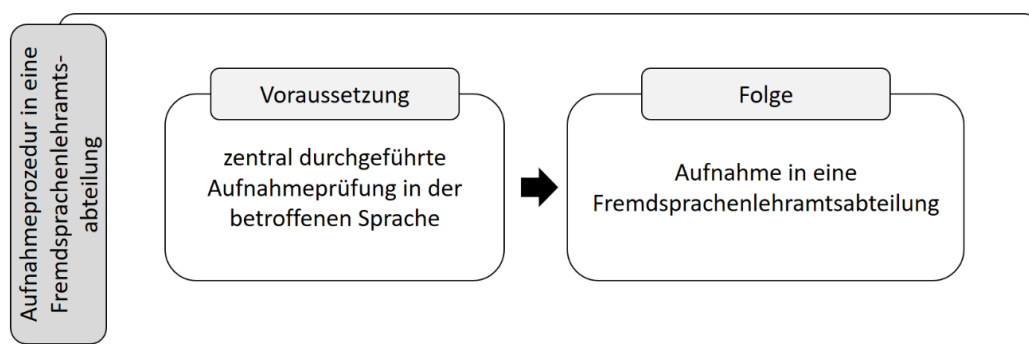 Aufnahmeprozedur in eine
Fremdsprachenlehramts-
abteilung
Voraussetzung
zentral durchgeführte
Aufnahmeprüfung in der
betroffenen Sprache
Folge
Aufnahme in eine
Fremdsprachenlehramtsabteilung